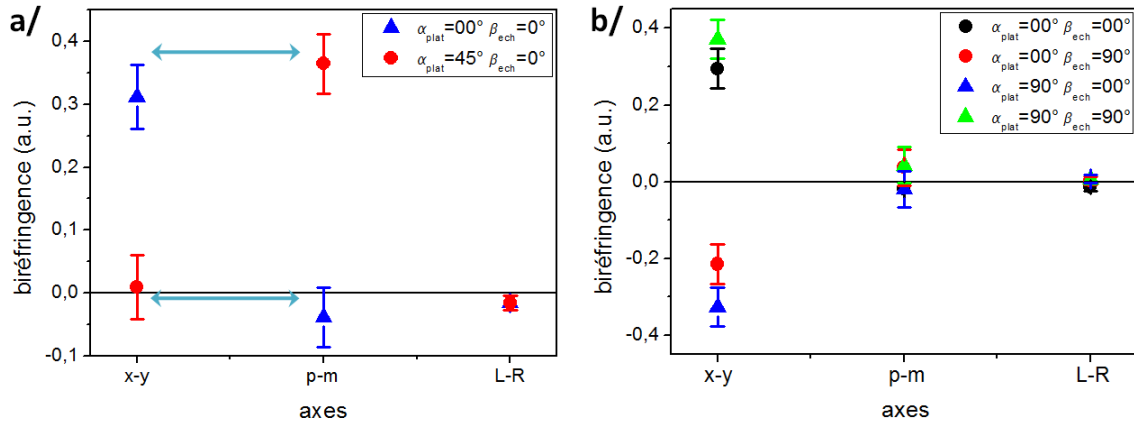 a/
α_plat=00° β_ech=0°
α_plat=45° β_ech=0°
0,4
0,3
0,2
0,1
0,0
-0,1
biréfringence (a.u.)
x-y p-m L-R
axes
b/
α_plat=00° β_ech=00°
α_plat=00° β_ech=90°
α_plat=90° β_ech=00°
α_plat=90° β_ech=90°
0,4
0,2
0,0
-0,2
-0,4
biréfringence (a.u.)
x-y p-m L-R
axes